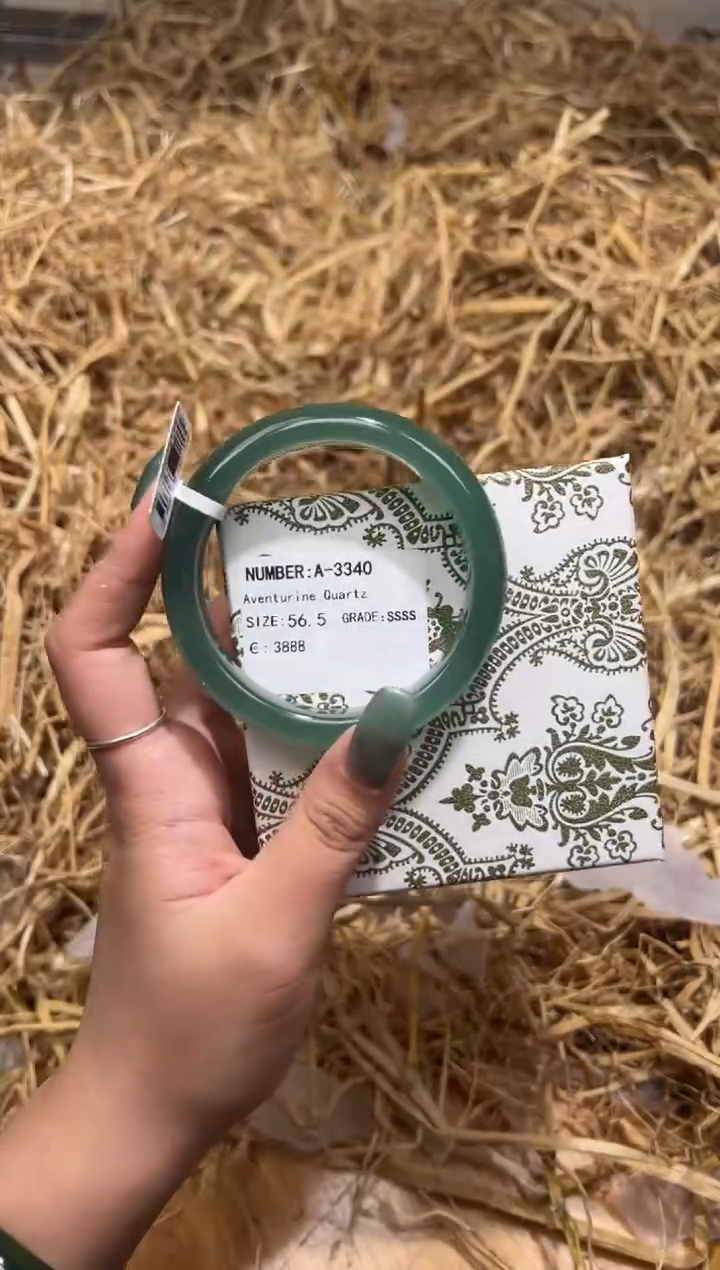 NUMBER:A-3340
Aventurine Quartz
SIZE:56.5 GRADE:SSSS
€:3888